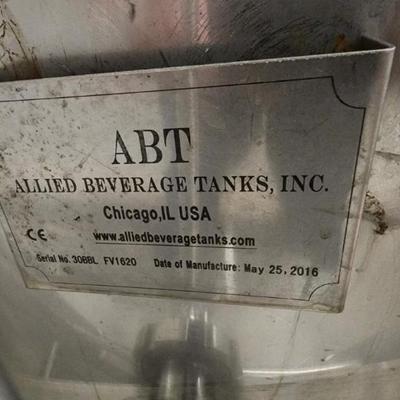 ABT
ALLIED BEVERAGE TANKS, INC.
Chicago,IL USA
CE www.alliedbeveragetanks.com
Serial No. 30BBL FV1620 Date of Manufacture: May 25, 2016